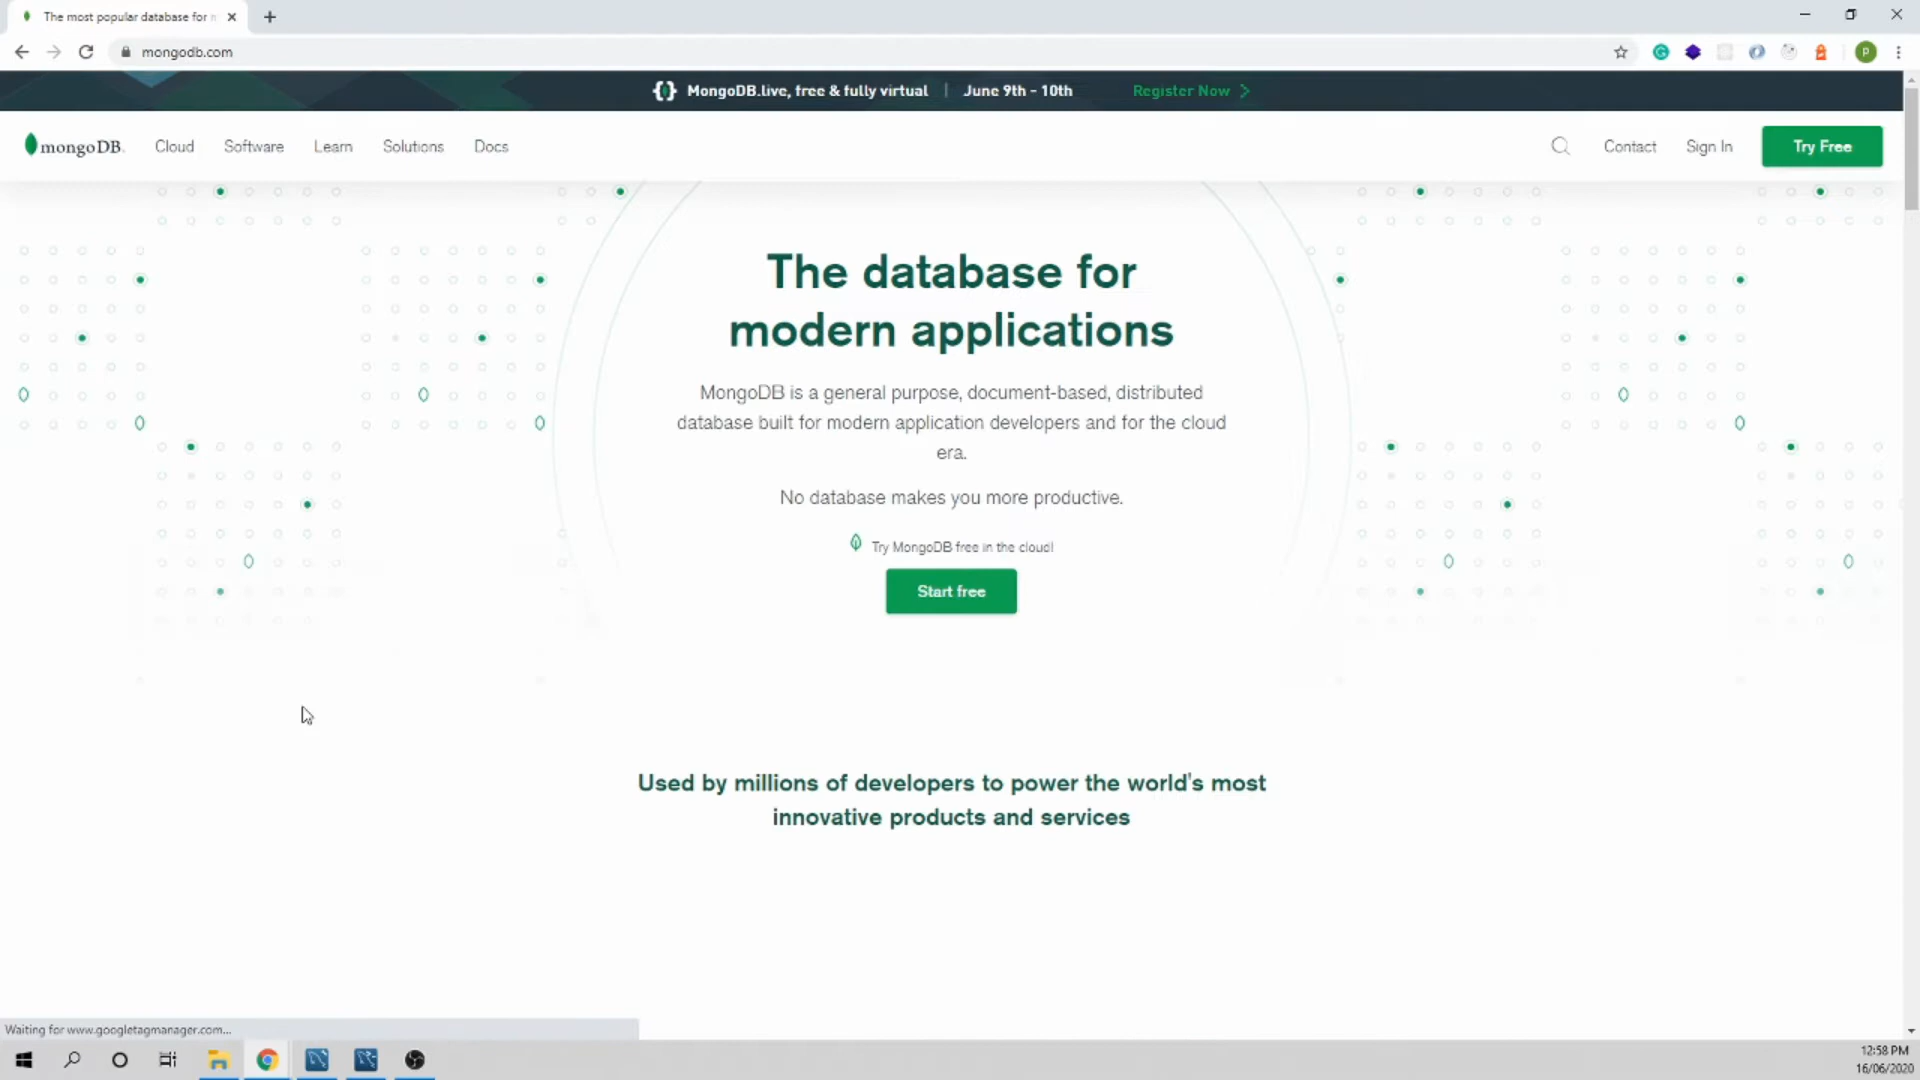 The most popular database for
mongodb.com
MongoDB.live, free & fully virtual | June 9th - 10th Register Now
mongoDB.
Cloud Software Learn Solutions Docs
Contact Sign In Try Free
The database for
modern applications
MongoDB is a general purpose, document-based, distributed
database built for modern application developers and for the cloud
era.
No database makes you more productive.
Try MongoDB free in the cloud!
Start free
Used by millions of developers to power the world's most
innovative products and services
Waiting for www.googletagmanager.com...
P
12:58 PM
16/06/2020